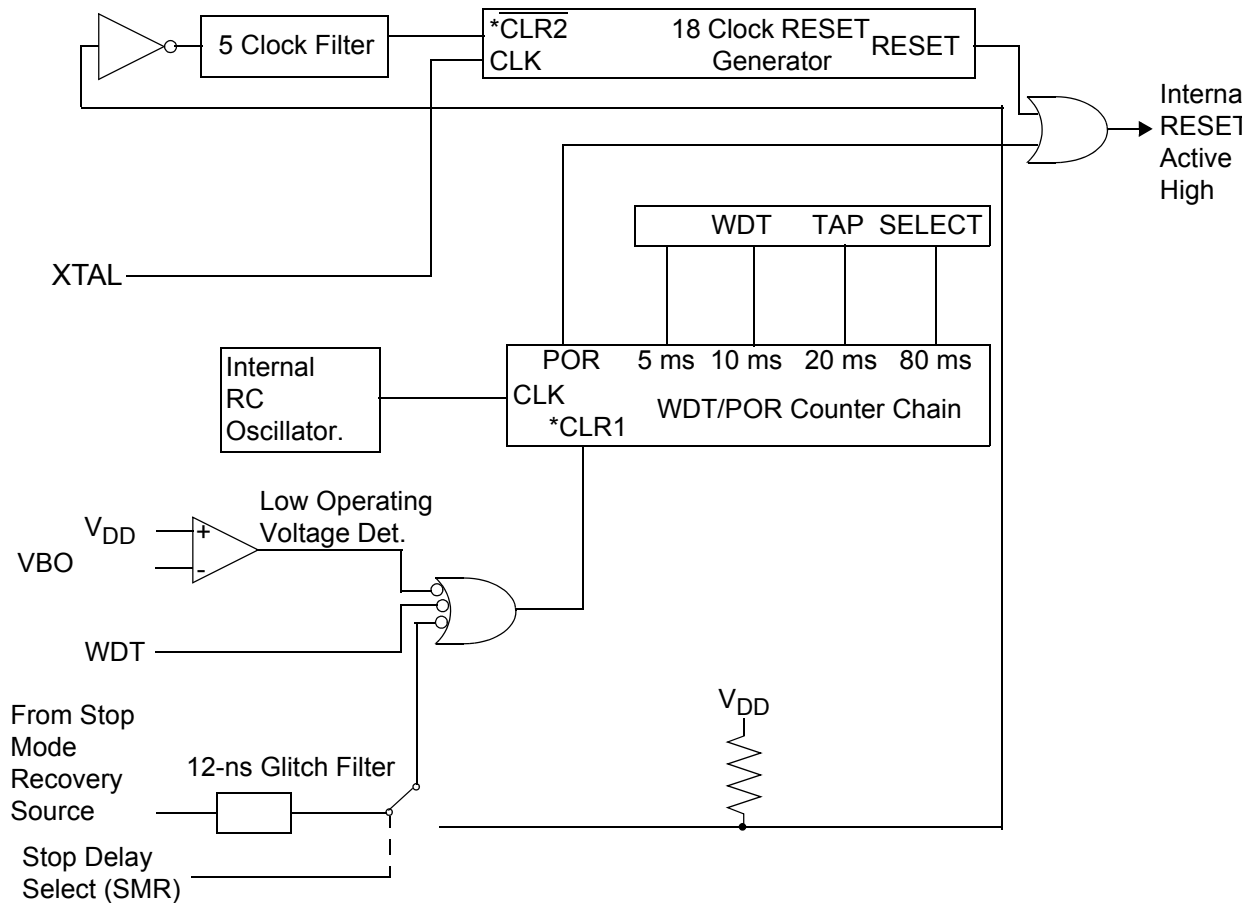 *CLR2
18 Clock RESET
Generator
RESET
5 Clock Filter
CLK
Interna
RESET
Active
High
WDT TAP SELECT
XTAL
POR 5 ms 10 ms 20 ms 80 ms
Internal
RC
Oscillator.
CLK
WDT/POR Counter Chain
*CLR1
Low Operating
Voltage Det.
VDD
+
VBO
-
WDT
VDD
From Stop
Mode
Recovery
Source
12-ns Glitch Filter
Stop Delay
Select (SMR)